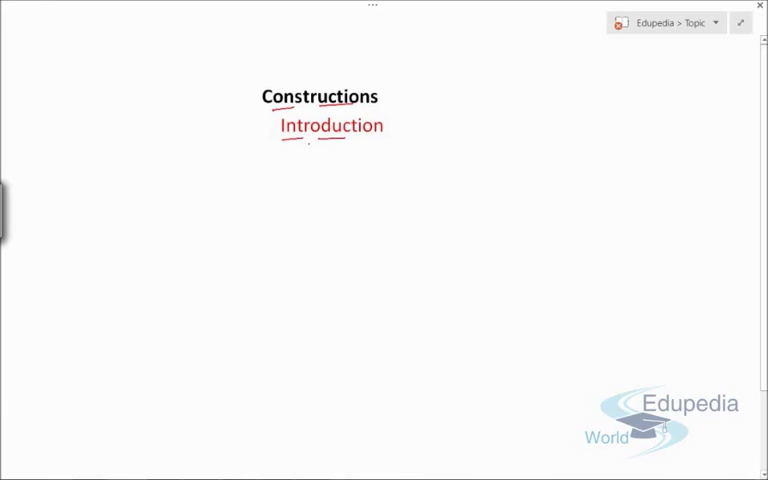 Edupedia > Topic
Constructions
Introduction
Edupedia
World